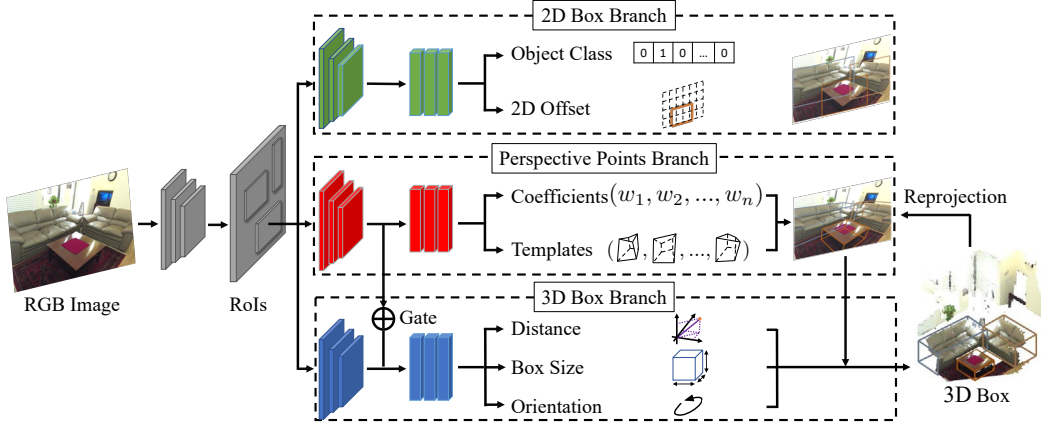 2D Box Branch
Object Class
0 1 0 ... 0
2D Offset
Perspective Points Branch
Coefficients(w₁, w₂, ..., wₙ)
Templates ( , , ..., )
Reprojection
RGB Image
RoIs
3D Box Branch
Gate
Distance
Box Size
Orientation
3D Box